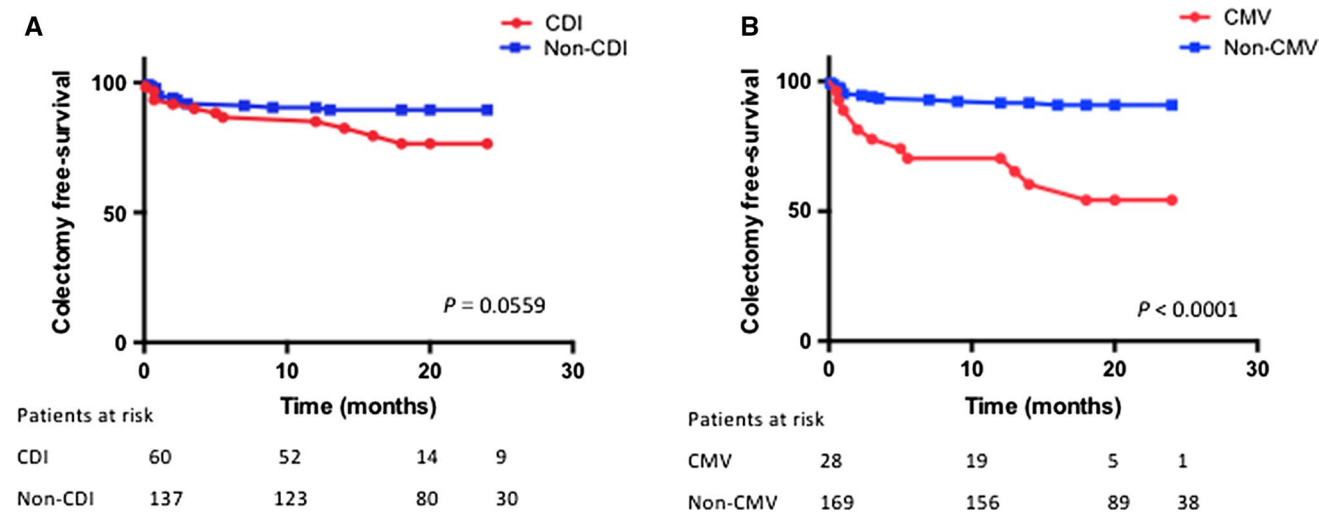 A
CDI
Non-CDI
Colectomy free-survival
100
50
0
P = 0.0559
0 10 20 30
Time (months)
Patients at risk
CDI 60 52 14 9
Non-CDI 137 123 80 30
B
CMV
Non-CMV
Colectomy free-survival
100
50
0
P < 0.0001
0 10 20 30
Time (months)
Patients at risk
CMV 28 19 5 1
Non-CMV 169 156 89 38